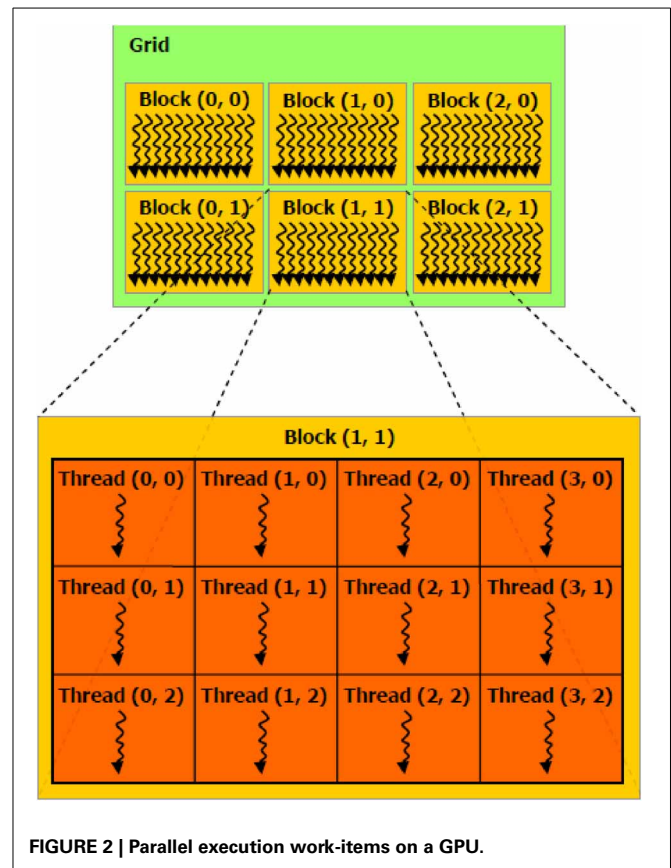 Grid
Block (0, 0) Block (1, 0) Block (2, 0)
Block (0, 1) Block (1, 1) Block (2, 1)
Block (1, 1)
Thread (0, 0) Thread (1, 0) Thread (2, 0) Thread (3, 0)
Thread (0, 1) Thread (1, 1) Thread (2, 1) Thread (3, 1)
Thread (0, 2) Thread (1, 2) Thread (2, 2) Thread (3, 2)
FIGURE 2 | Parallel execution work-items on a GPU.